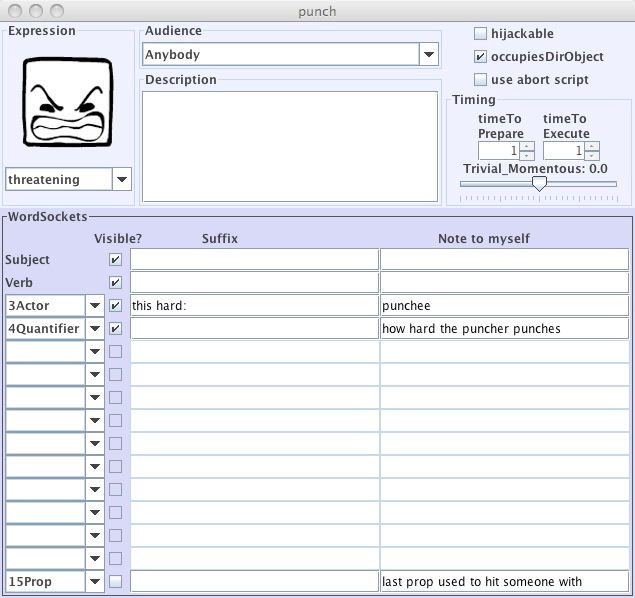 punch
Expression
Audience
Anybody
hijackable
occupiesDirObject
use abort script
Description
Timing
timeTo Prepare
timeTo Execute
1
1
threatening
Trivial_Momentous: 0.0
WordSockets
Visible? Suffix Note to myself
Subject
Verb
3Actor this hard: punchee
4Quantifier how hard the puncher punches
15Prop last prop used to hit someone with